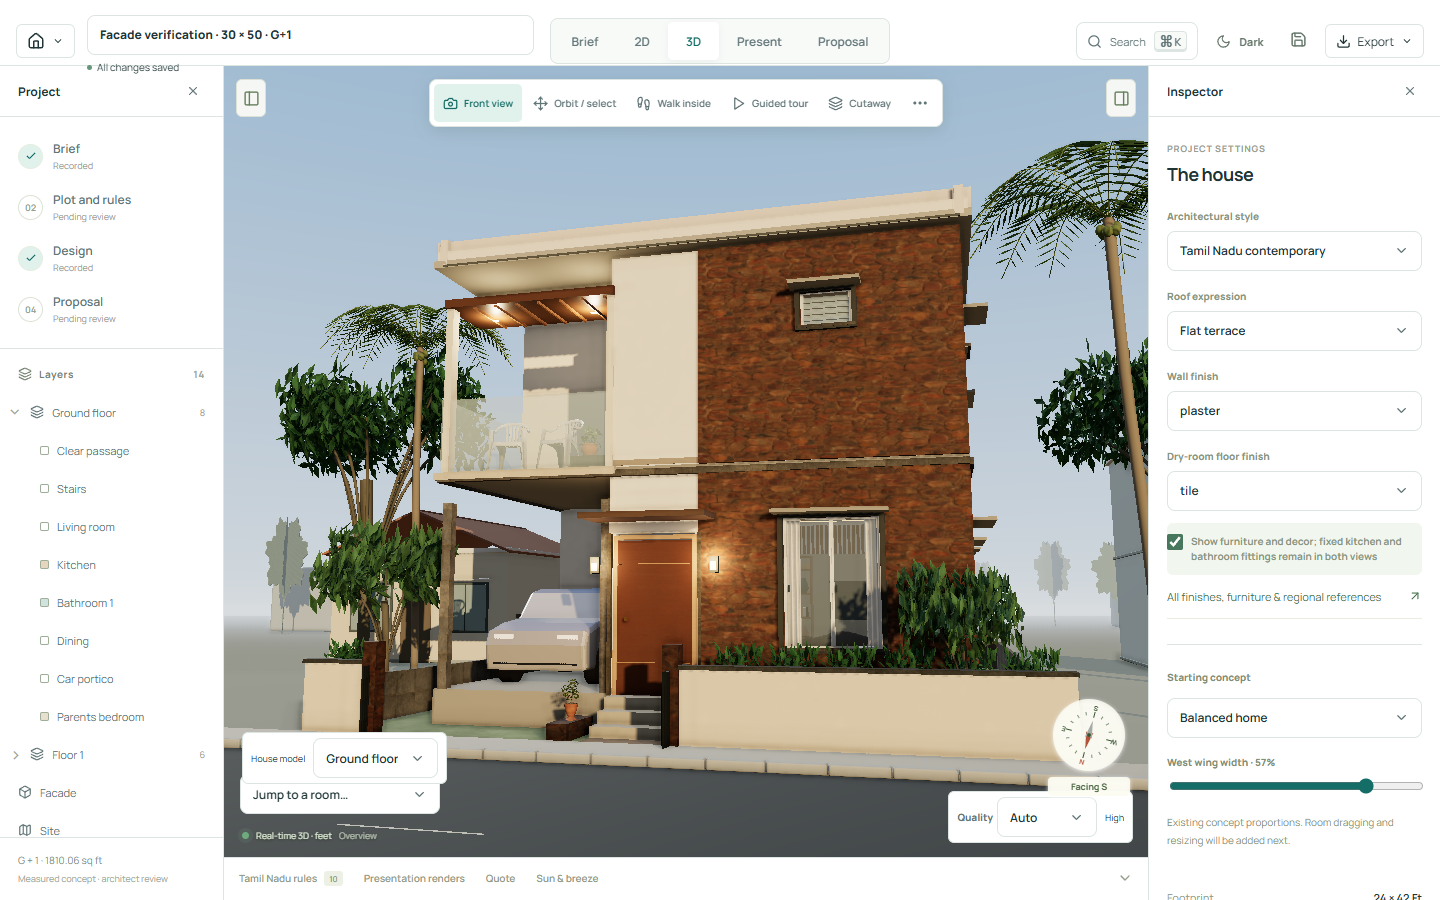 Facade verification · 30 × 50 · G+1
All changes saved
Brief
2D
3D
Present
Proposal
Search ⌘K
Dark
Export
Project
Brief
Recorded
02
Plot and rules
Pending review
Design
Recorded
04
Proposal
Pending review
Layers 14
Ground floor 8
Clear passage
Stairs
Living room
Kitchen
Bathroom 1
Dining
Car portico
Parents bedroom
Floor 1 6
Facade
Site
G + 1 · 1810.06 sq ft
Measured concept · architect review
Front view
Orbit / select
Walk inside
Guided tour
Cutaway
House model Ground floor
Jump to a room...
Real-time 3D · feet Overview
S
W
N
E
Facing S
Quality Auto High
Tamil Nadu rules 10
Presentation renders
Quote
Sun & breeze
Inspector
PROJECT SETTINGS
The house
Architectural style
Tamil Nadu contemporary
Roof expression
Flat terrace
Wall finish
plaster
Dry-room floor finish
tile
Show furniture and decor; fixed kitchen and
bathroom fittings remain in both views
All finishes, furniture & regional references
Starting concept
Balanced home
West wing width · 57%
Existing concept proportions. Room dragging and
resizing will be added next.
Footprint 24 × 42 Ft